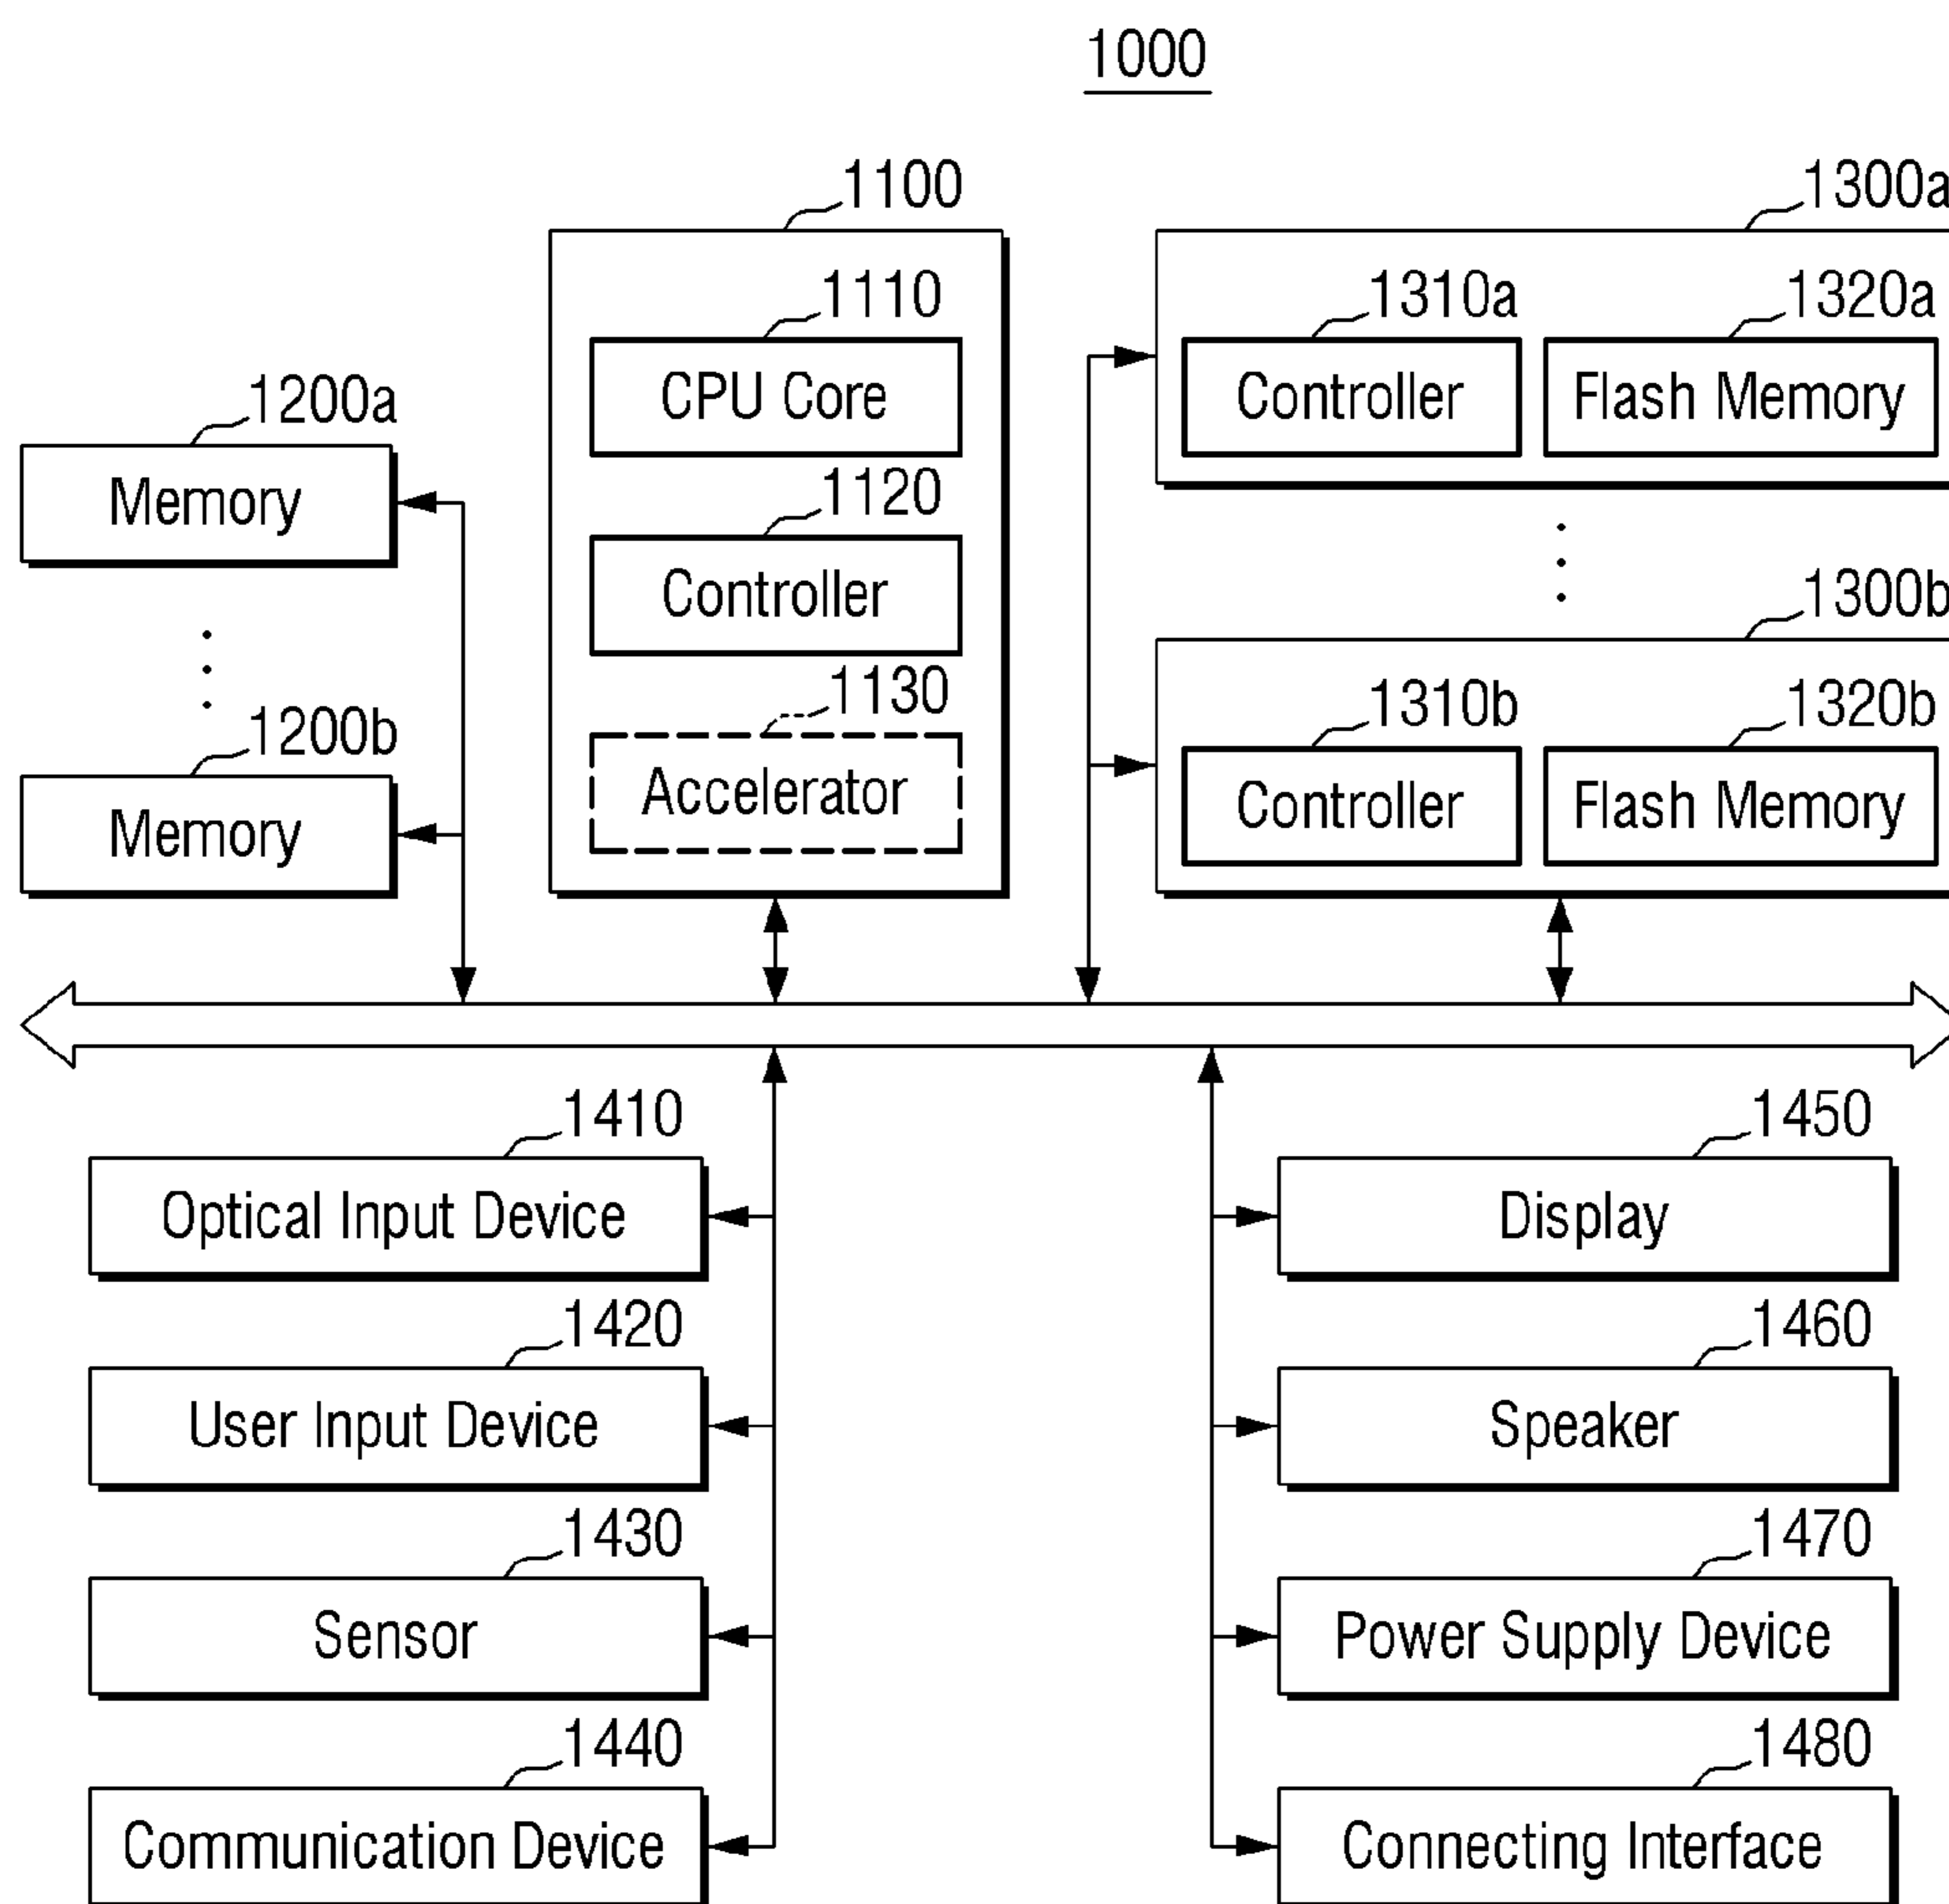 1000
1100
1300a
1110
1310a
1320a
CPU Core
Controller
Flash Memory
1200a
Memory
1120
Controller
1300b
1130
1310b
1320b
1200b
Accelerator
Controller
Flash Memory
Memory
1410
1450
Optical Input Device
Display
1420
1460
User Input Device
Speaker
1430
1470
Sensor
Power Supply Device
1440
1480
Communication Device
Connecting Interface